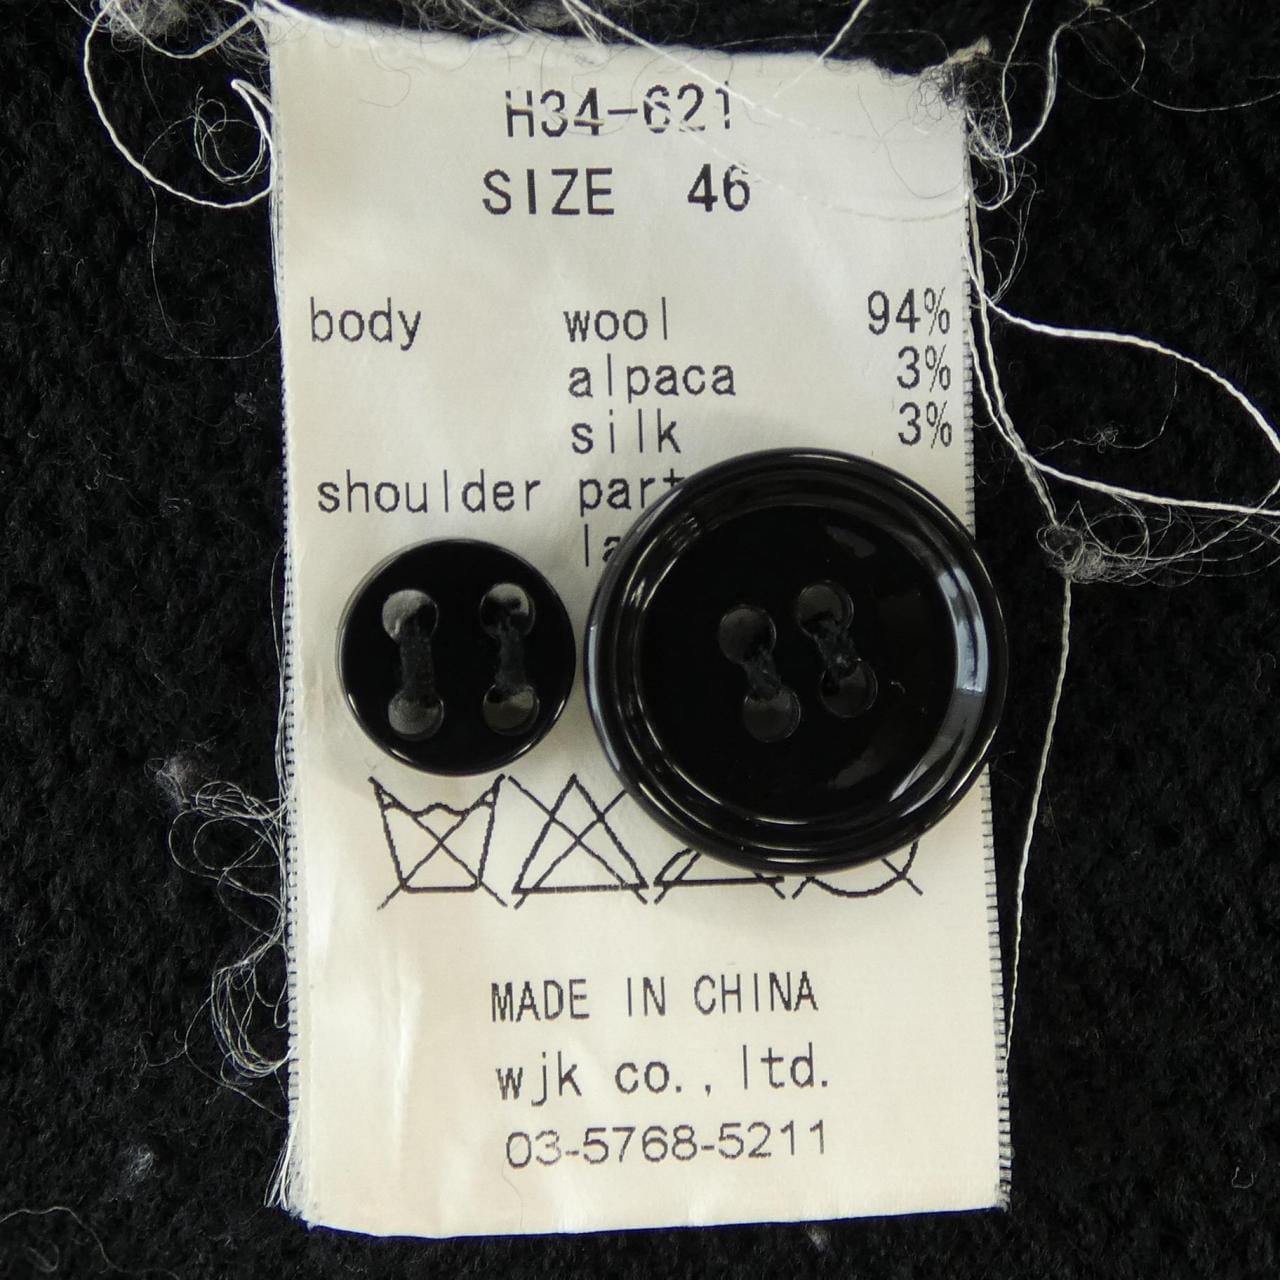 H34-621
SIZE 46
body wool 94%
alpaca 3%
silk 3%
shoulder part
MADE IN CHINA
wjk co., ltd.
03-5768-5211